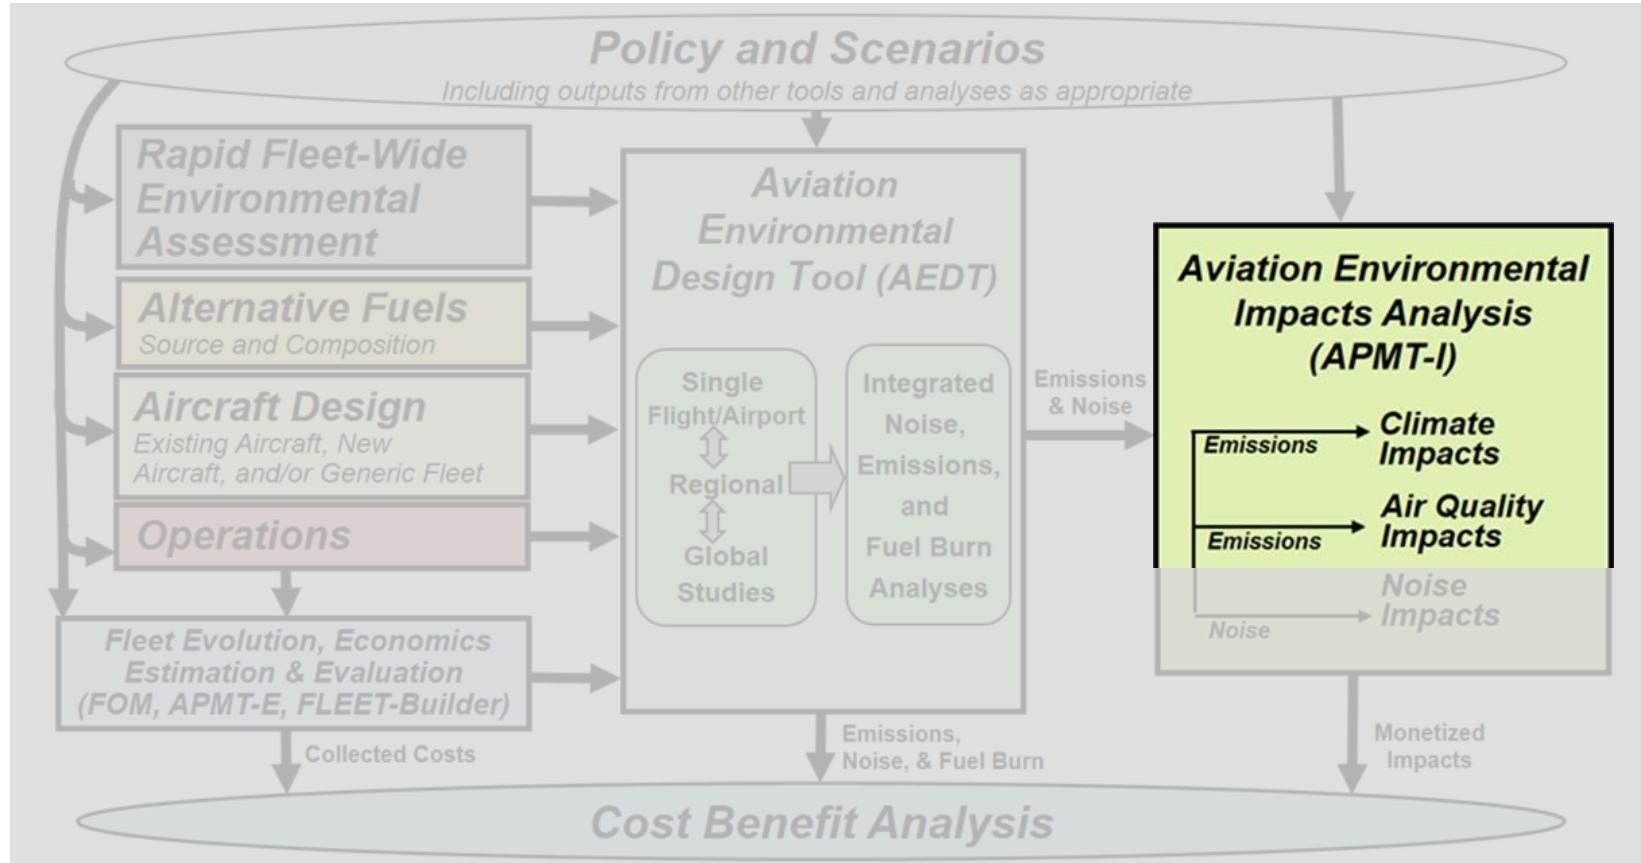 Policy and Scenarios
Including outputs from other tools and analyses as appropriate
Rapid Fleet-Wide
Environmental
Assessment
Alternative Fuels
Source and Composition
Aircraft Design
Existing Aircraft, New
Aircraft, and/or Generic Fleet
Operations
Fleet Evolution, Economics
Estimation & Evaluation
(FOM, APMT-E, FLEET-Builder)
Collected Costs
Aviation
Environmental
Design Tool (AEDT)
Single
Flight/Airport
Regional
Global
Studies
Integrated
Noise,
Emissions,
and
Fuel Burn
Analyses
Emissions
& Noise
Emissions,
Noise, & Fuel Burn
Aviation Environmental
Impacts Analysis
(APMT-I)
Emissions
Climate
Impacts
Emissions
Air Quality
Impacts
Noise
Noise
Impacts
Monetized
Impacts
Cost Benefit Analysis